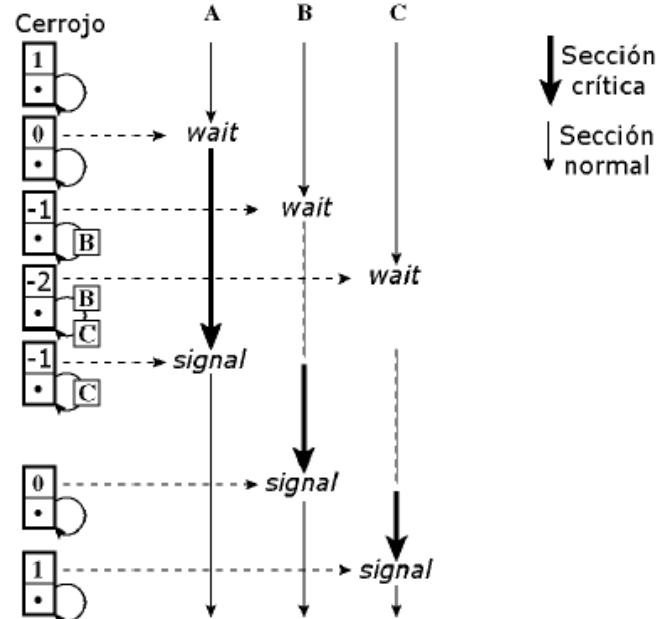 Cerrojo A B C
1
Sección
crítica
0 wait
Sección
normal
-1 wait
B
-2 wait
B
C
-1 signal
C
0 signal
1 signal